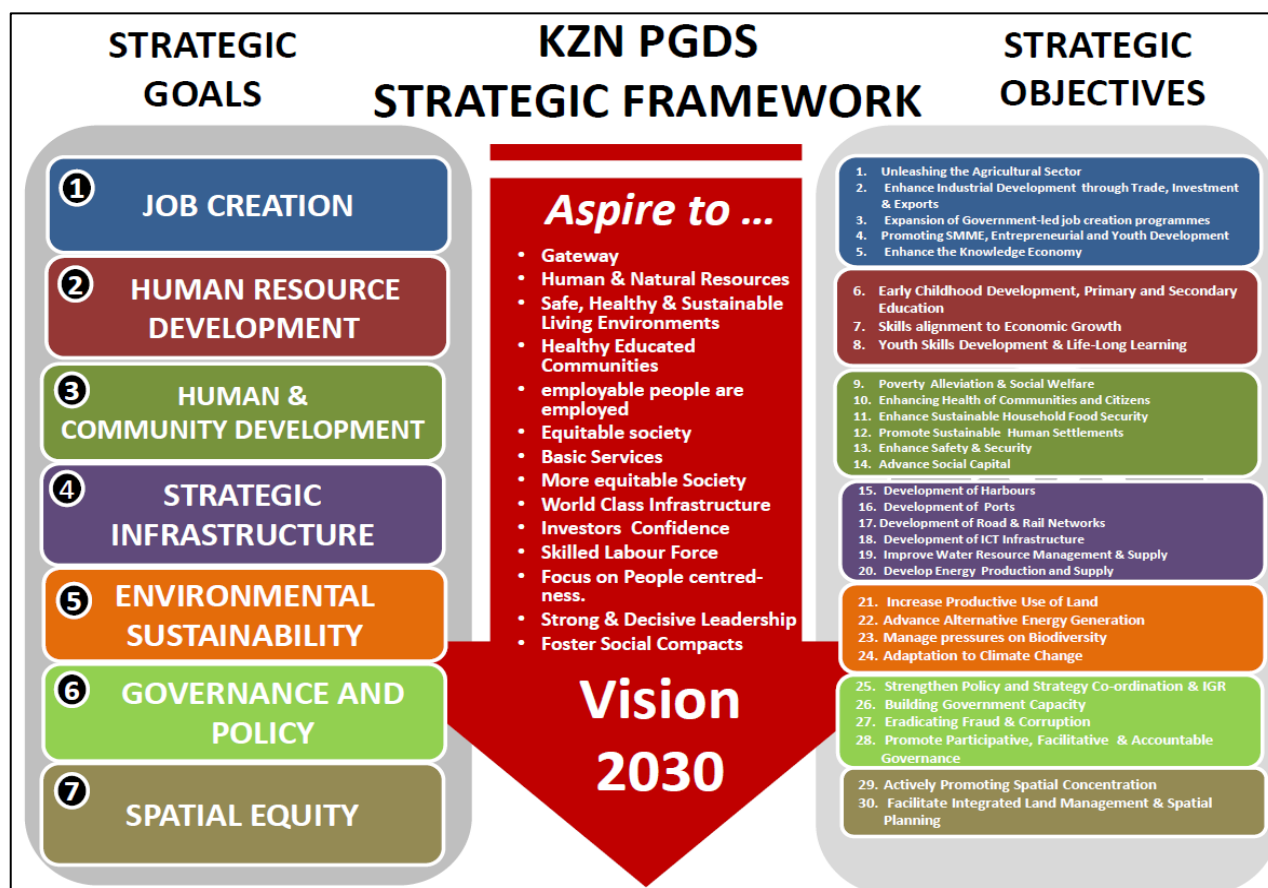 STRATEGIC
GOALS
KZN PGDS
STRATEGIC FRAMEWORK
STRATEGIC
OBJECTIVES
1
JOB CREATION
2
HUMAN RESOURCE
DEVELOPMENT
3
HUMAN &
COMMUNITY DEVELOPMENT
4
STRATEGIC
INFRASTRUCTURE
5
ENVIRONMENTAL
SUSTAINABILITY
6
GOVERNANCE AND
POLICY
7
SPATIAL EQUITY
Aspire to ...
• Gateway
• Human & Natural Resources
• Safe, Healthy & Sustainable
Living Environments
• Healthy Educated
Communities
• employable people are
employed
• Equitable society
• Basic Services
• More equitable Society
• World Class Infrastructure
• Investors Confidence
• Skilled Labour Force
• Focus on People centred-
ness.
• Strong & Decisive Leadership
• Foster Social Compacts
Vision
2030
1. Unleashing the Agricultural Sector
2. Enhance Industrial Development through Trade, Investment
& Exports
3. Expansion of Government-led job creation programmes
4. Promoting SMME, Entrepreneurial and Youth Development
5. Enhance the Knowledge Economy
6. Early Childhood Development, Primary and Secondary
Education
7. Skills alignment to Economic Growth
8. Youth Skills Development & Life-Long Learning
9. Poverty Alleviation & Social Welfare
10. Enhancing Health of Communities and Citizens
11. Enhance Sustainable Household Food Security
12. Promote Sustainable Human Settlements
13. Enhance Safety & Security
14. Advance Social Capital
15. Development of Harbours
16. Development of Ports
17. Development of Road & Rail Networks
18. Development of ICT Infrastructure
19. Improve Water Resource Management & Supply
20. Develop Energy Production and Supply
21. Increase Productive Use of Land
22. Advance Alternative Energy Generation
23. Manage pressures on Biodiversity
24. Adaptation to Climate Change
25. Strengthen Policy and Strategy Co-ordination & IGR
26. Building Government Capacity
27. Eradicating Fraud & Corruption
28. Promote Participative, Facilitative & Accountable
Governance
29. Actively Promoting Spatial Concentration
30. Facilitate Integrated Land Management & Spatial
Planning